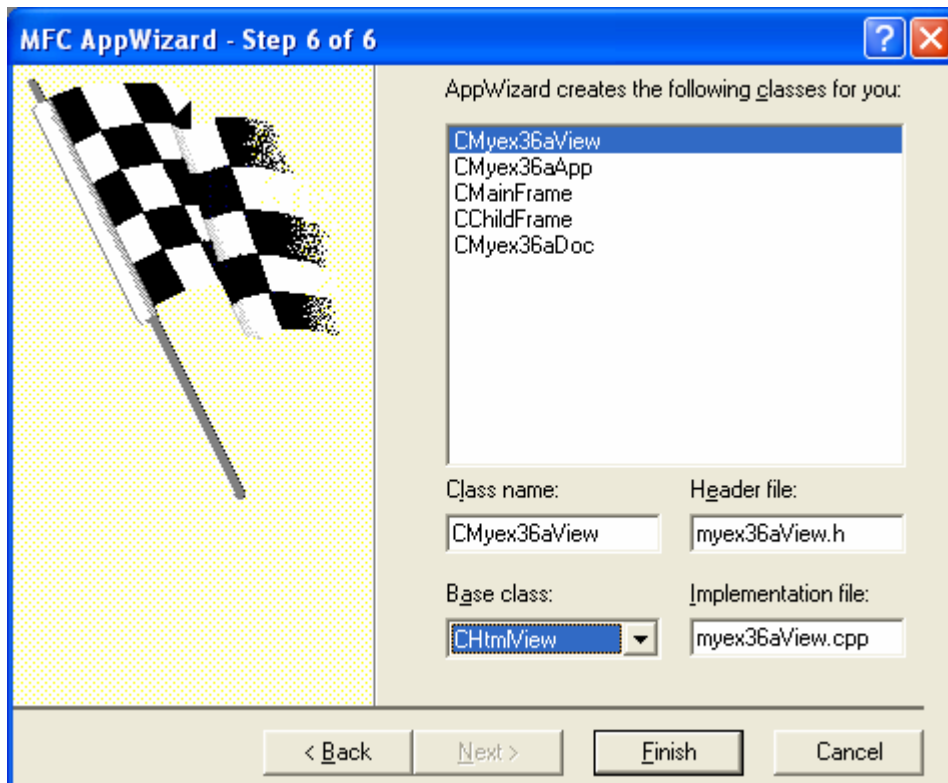 MFC AppWizard - Step 6 of 6
AppWizard creates the following classes for you:
CMyex36aView
CMyex36aApp
CMainFrame
CChildFrame
CMyex36aDoc
Class name:
Header file:
CMyex36aView
myex36aView.h
Base class:
Implementation file:
CHtmlView
myex36aView.cpp
< Back
Next >
Finish
Cancel